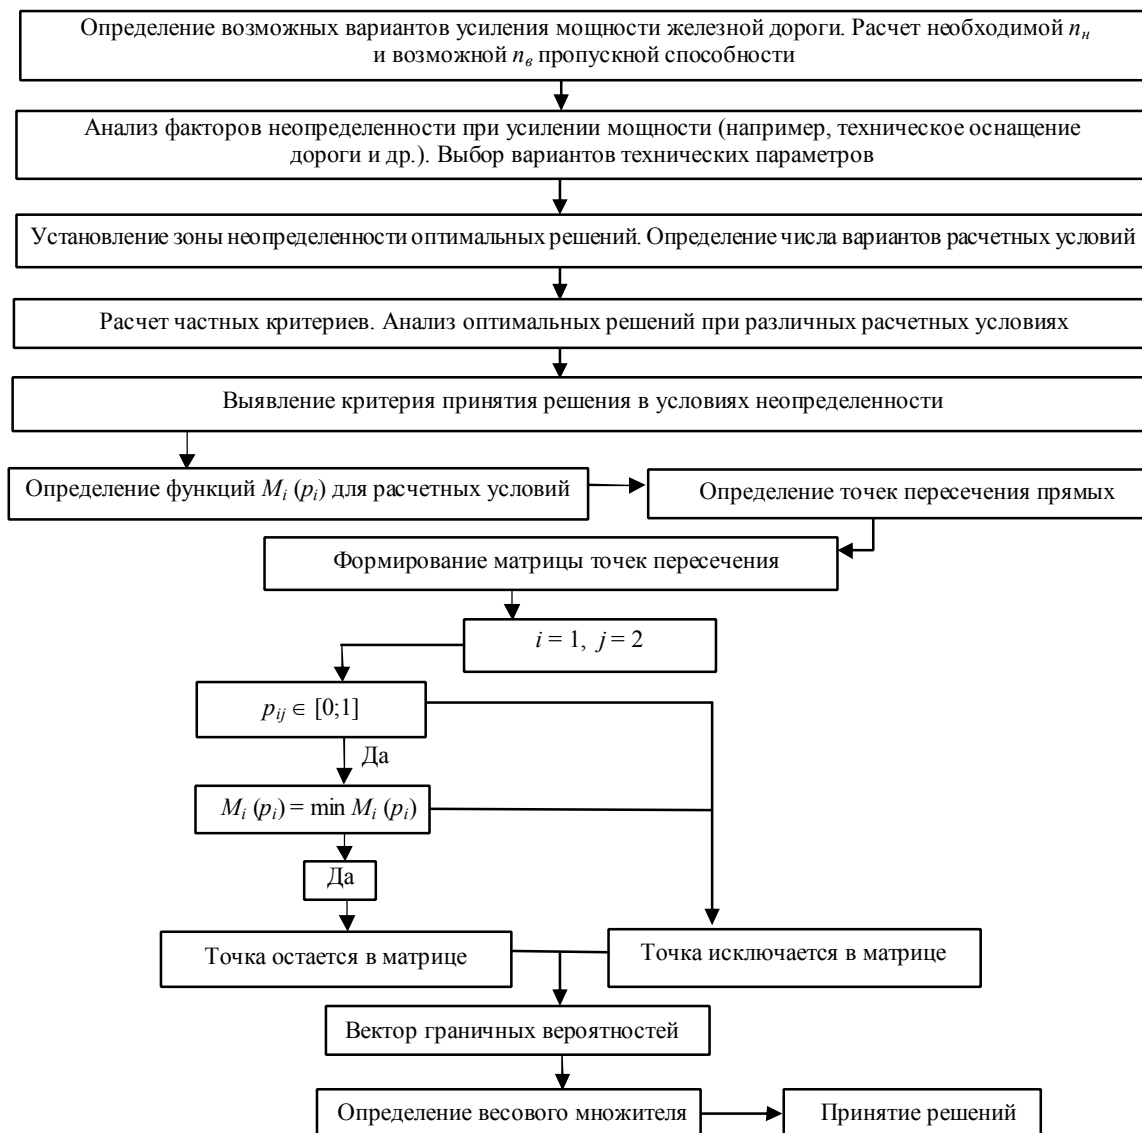 Определение возможных вариантов усиления мощности железной дороги. Расчет необходимой nн
и возможной nв пропускной способности
Анализ факторов неопределенности при усилении мощности (например, техническое оснащение
дороги и др.). Выбор вариантов технических параметров
Установление зоны неопределенности оптимальных решений. Определение числа вариантов расчетных условий
Расчет частных критериев. Анализ оптимальных решений при различных расчетных условиях
Выявление критерия принятия решения в условиях неопределенности
Определение функций Mi (pi) для расчетных условий
Определение точек пересечения прямых
Формирование матрицы точек пересечения
i = 1, j = 2
pij ∈ [0;1]
Да
Mi (pi) = min Mi (pi)
Да
Точка остается в матрице
Точка исключается в матрице
Вектор граничных вероятностей
Определение весового множителя
Принятие решений